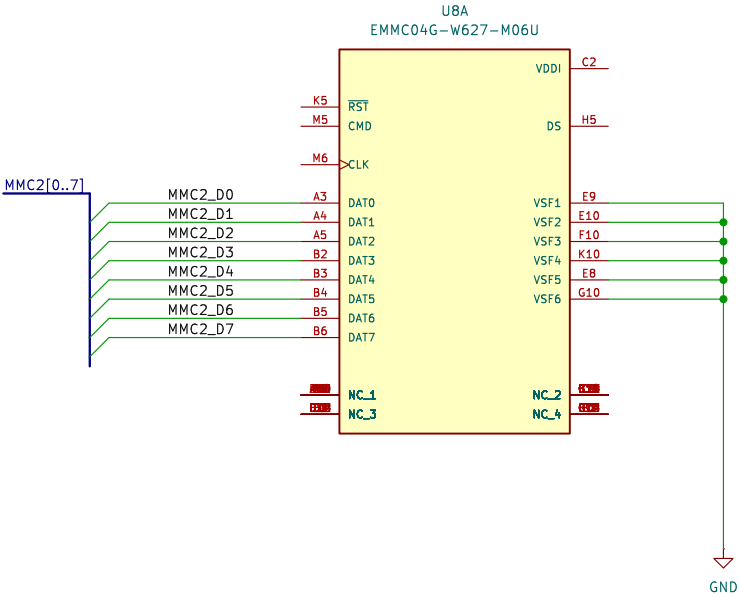 U8A
EMMC04G-W627-M06U
VDDI C2
K5 RST
M5 CMD
DS H5
M6 CLK
MMC2[0..7]
MMC2_D0 A3 DAT0 VSF1 E9
MMC2_D1 A4 DAT1 VSF2 E10
MMC2_D2 A5 DAT2 VSF3 F10
MMC2_D3 B2 DAT3 VSF4 K10
MMC2_D4 B3 DAT4 VSF5 E8
MMC2_D5 B4 DAT5 VSF6 G10
MMC2_D6 B5 DAT6
MMC2_D7 B6 DAT7
NC_1 NC_2
NC_3 NC_4
GND